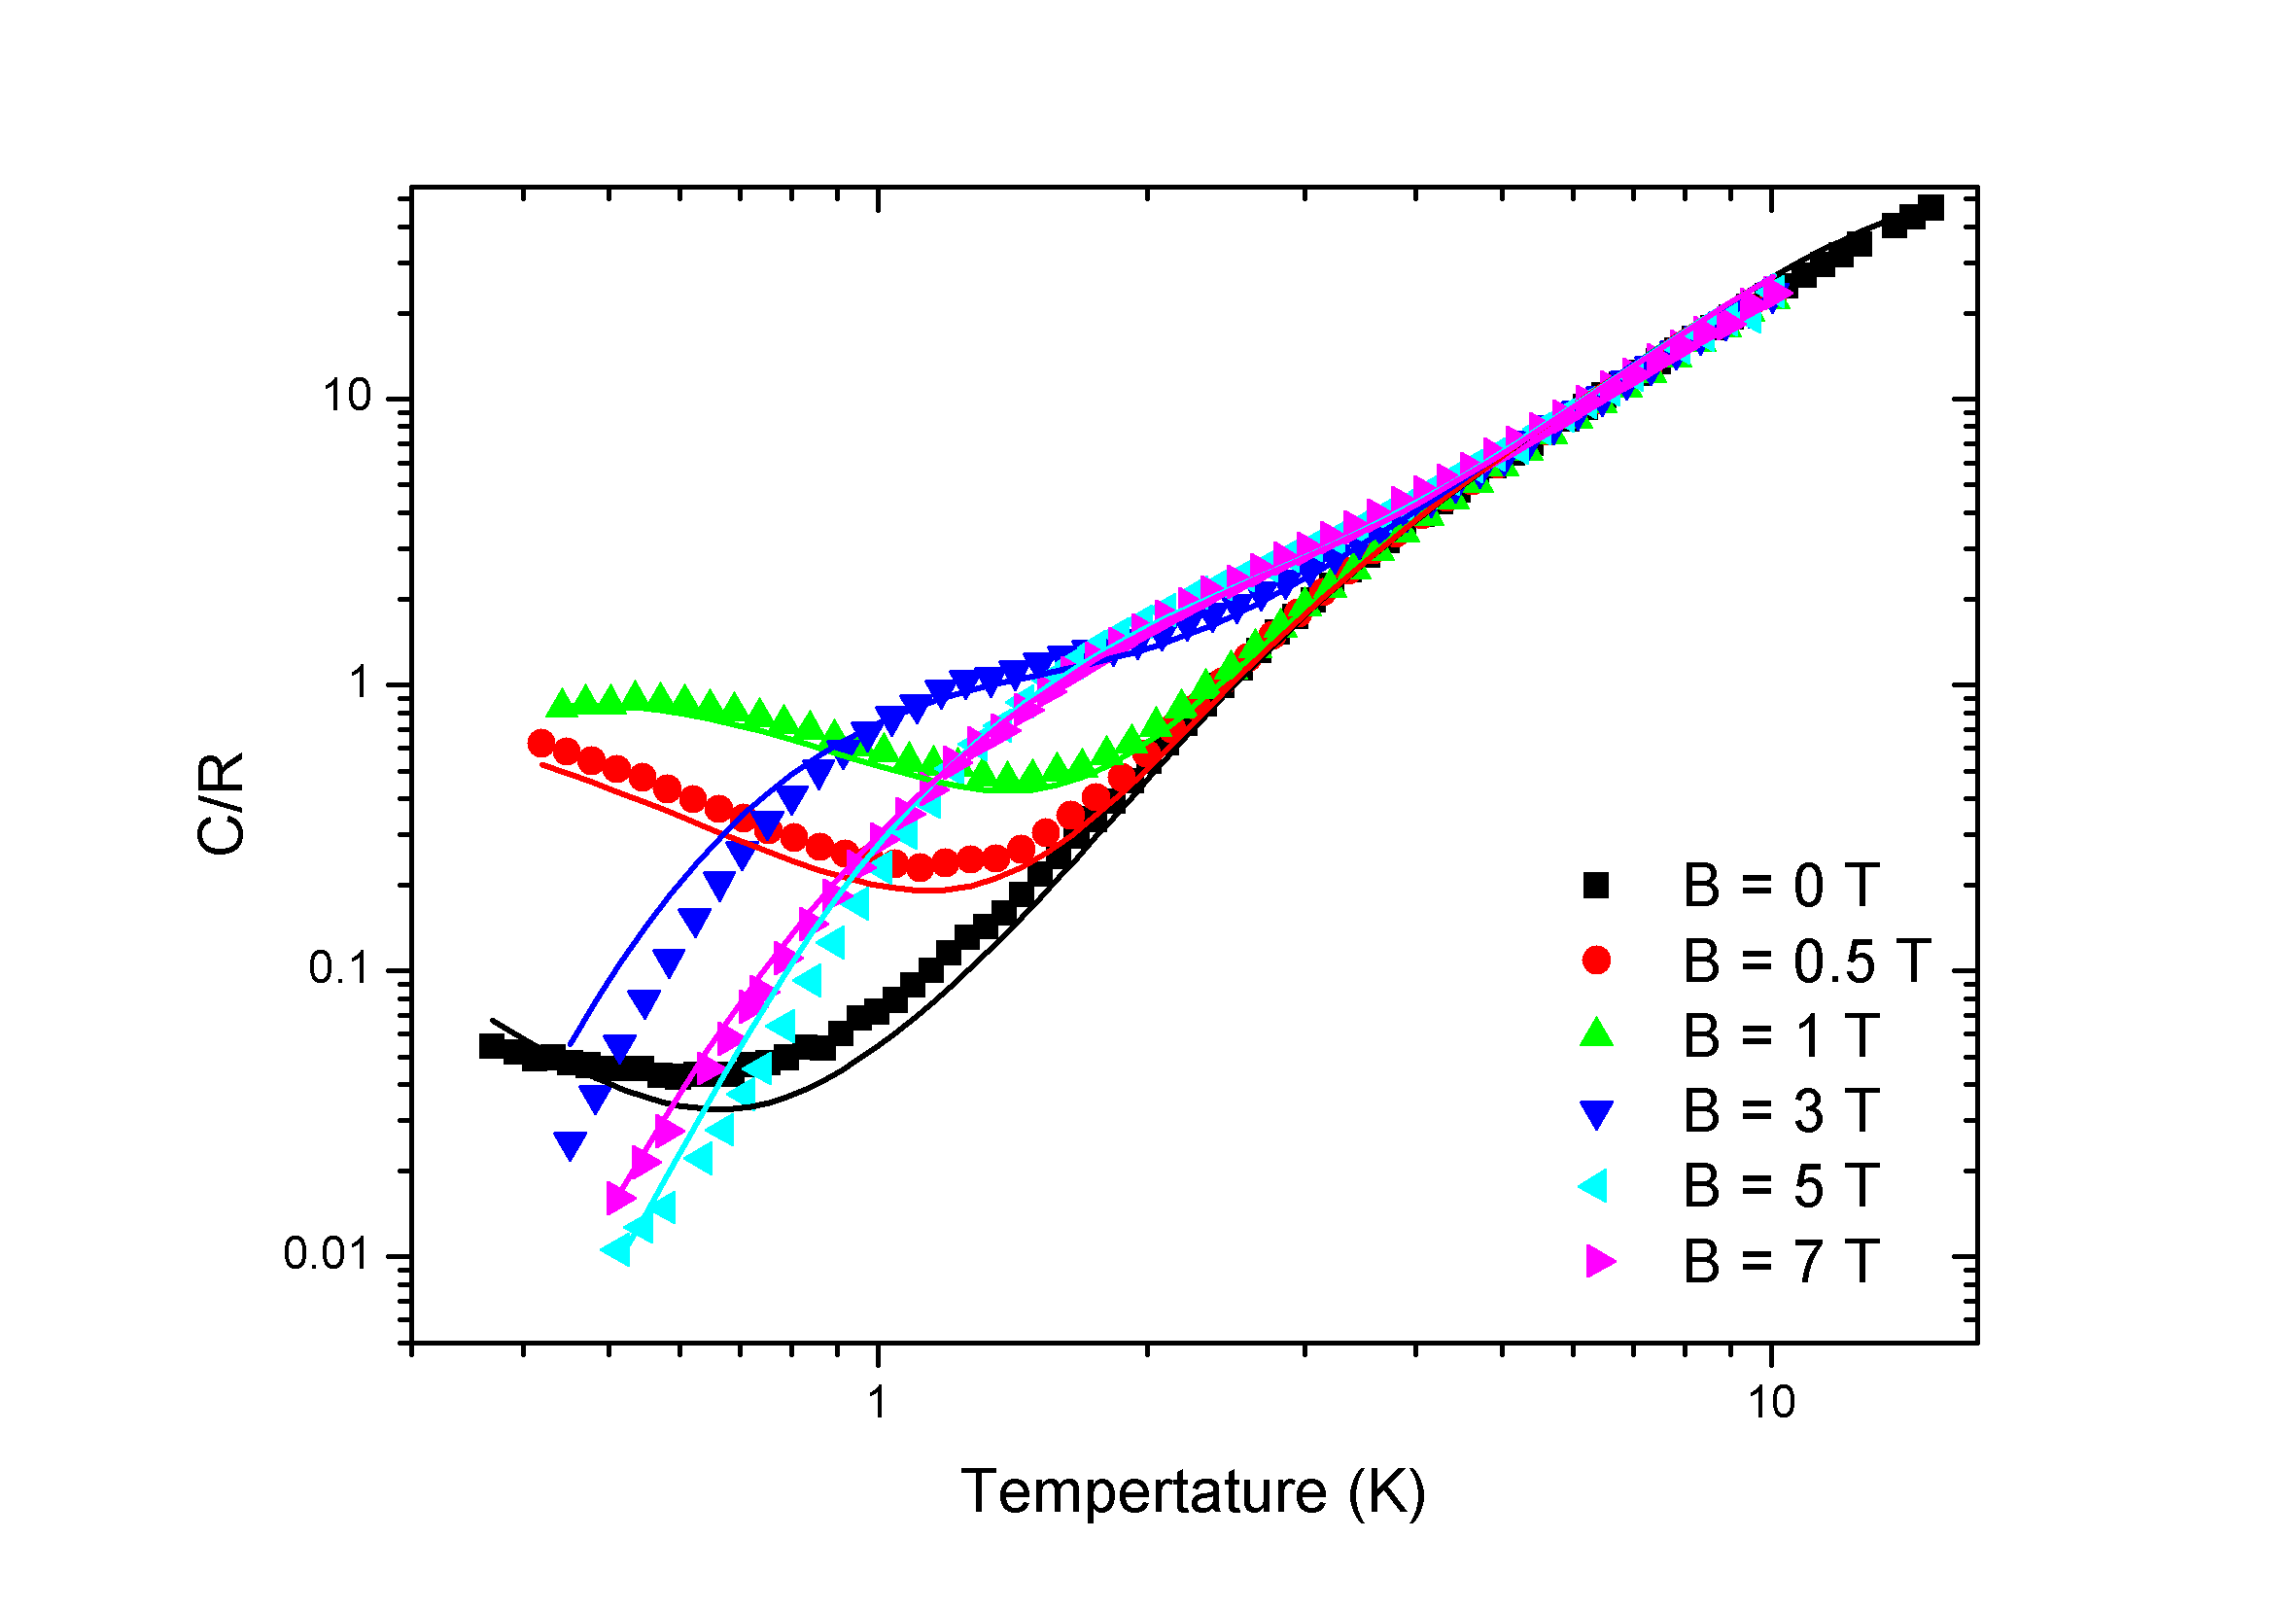 10
1
0.1
0.01
C/R
B = 0 T
B = 0.5 T
B = 1 T
B = 3 T
B = 5 T
B = 7 T
1
10
Tempertature (K)